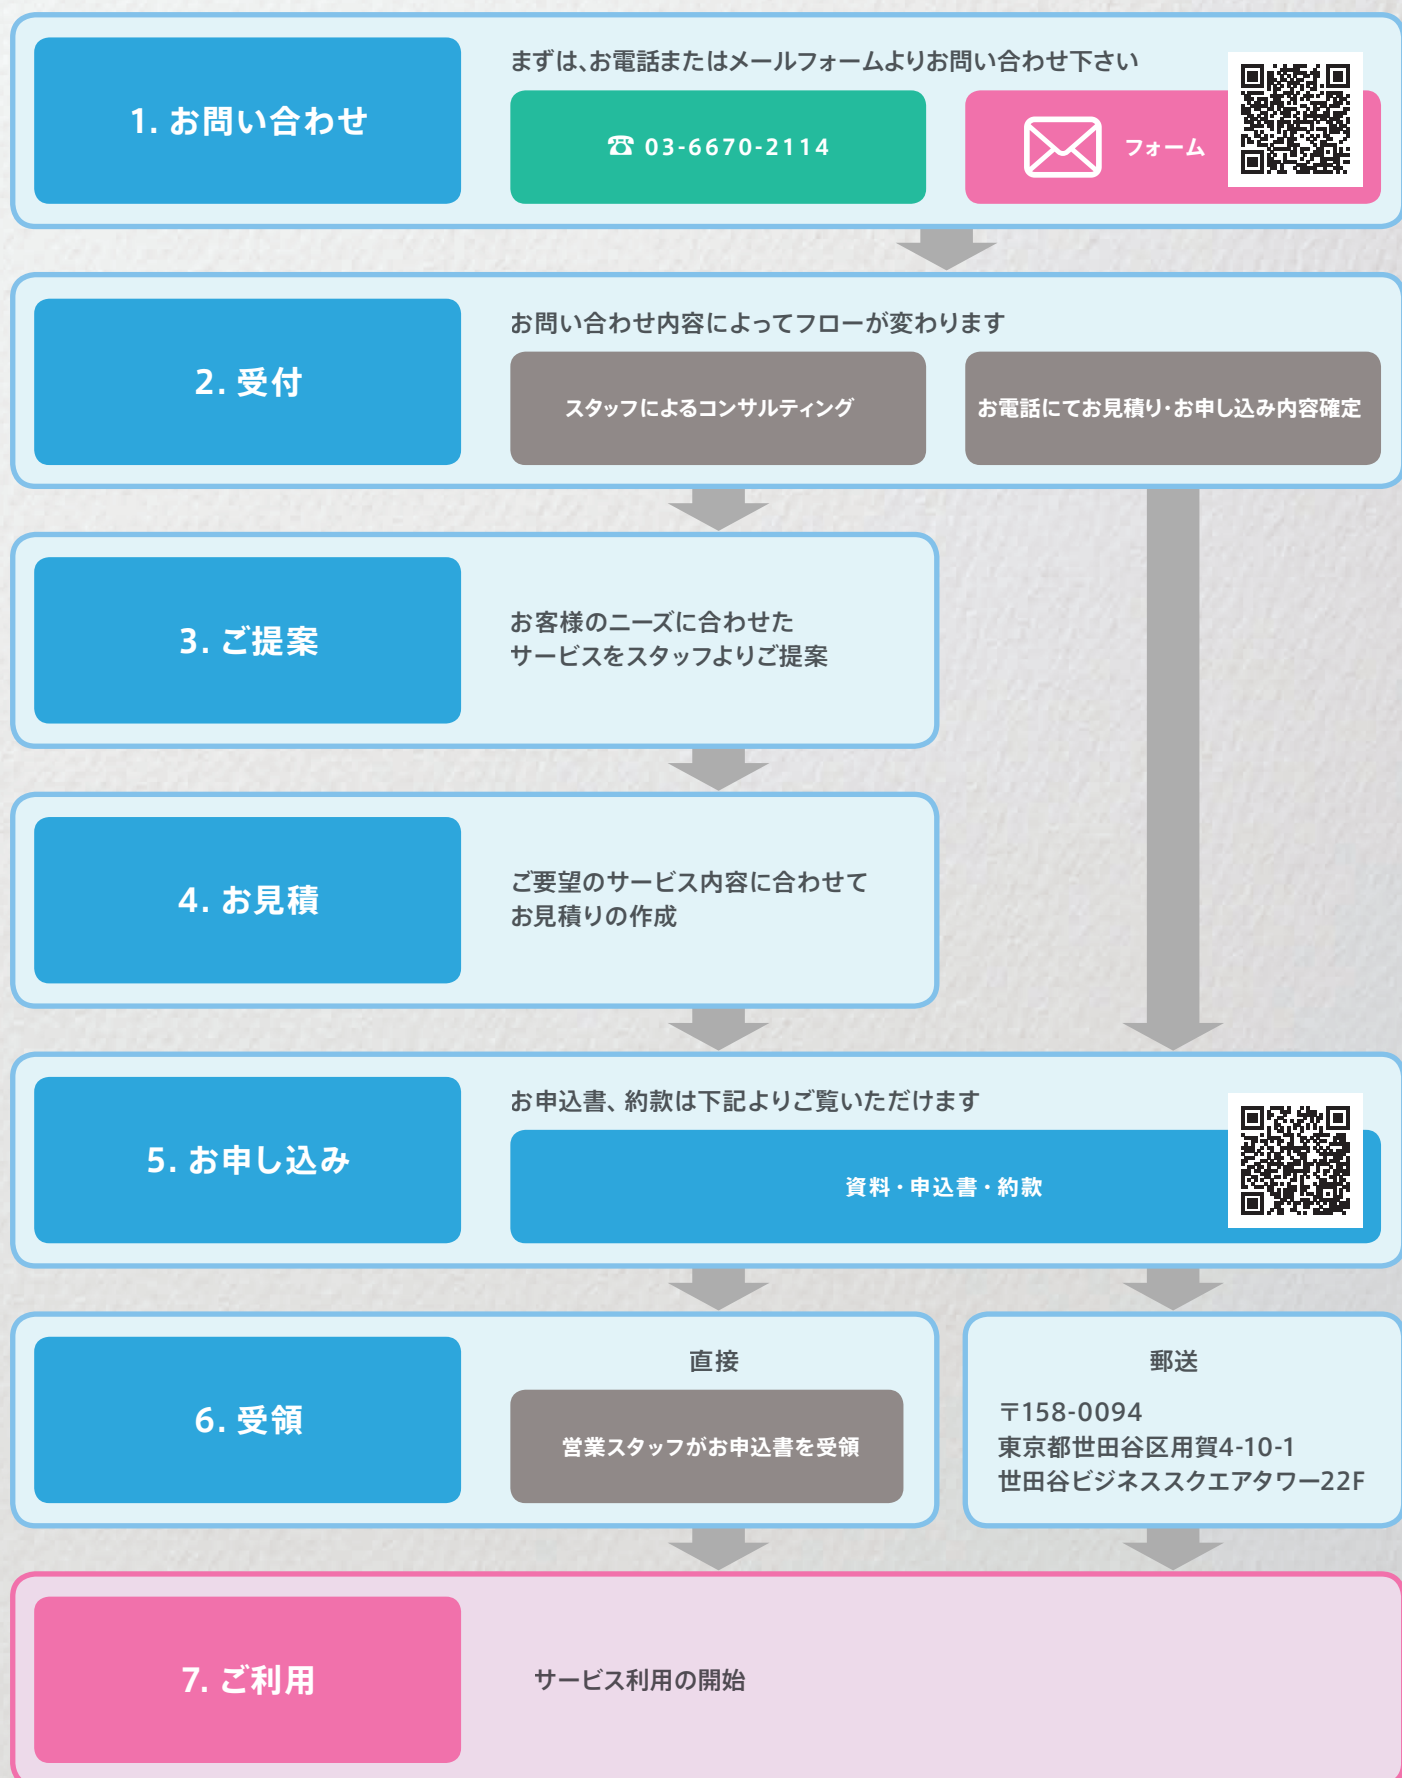 1. お問い合わせ
まずは、お電話またはメールフォームよりお問い合わせ下さい
☎ 03-6670-2114
フォーム
2. 受付
お問い合わせ内容によってフローが変わります
スタッフによるコンサルティング
お電話にてお見積り・お申し込み内容確定
3. ご提案
お客様のニーズに合わせた
サービスをスタッフよりご提案
4. お見積
ご要望のサービス内容に合わせて
お見積りの作成
5. お申し込み
お申込書、約款は下記よりご覧いただけます
資料・申込書・約款
6. 受領
直接
営業スタッフがお申込書を受領
郵送
〒158-0094
東京都世田谷区用賀4-10-1
世田谷ビジネススクエアタワー22F
7. ご利用
サービス利用の開始